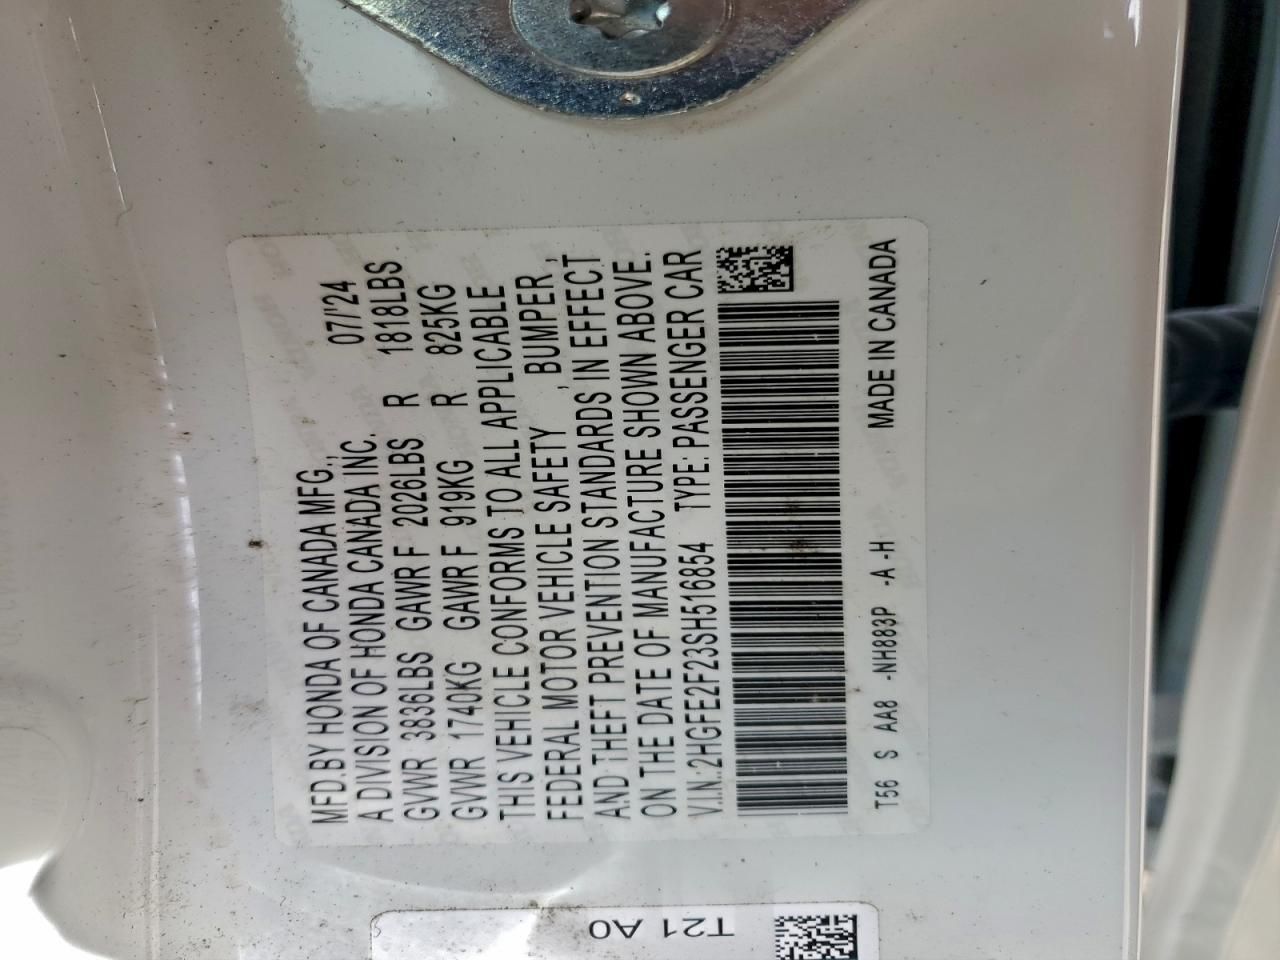 MFD.BY HONDA OF CANADA MFG., 07/'24
A DIVISION OF HONDA CANADA INC.
GVWR 3836LBS GAWR F 2026LBS R 1818LBS
GVWR 1740KG GAWR F 919KG R 825KG
THIS VEHICLE CONFORMS TO ALL APPLICABLE
FEDERAL MOTOR VEHICLE SAFETY , BUMPER ,
AND THEFT PREVENTION STANDARDS IN EFFECT
ON THE DATE OF MANUFACTURE SHOWN ABOVE.
V.I.N.:2HGFE2F23SH516854 TYPE: PASSENGER CAR
T56 S AA8 -NH883P -A -H MADE IN CANADA
T21 A0